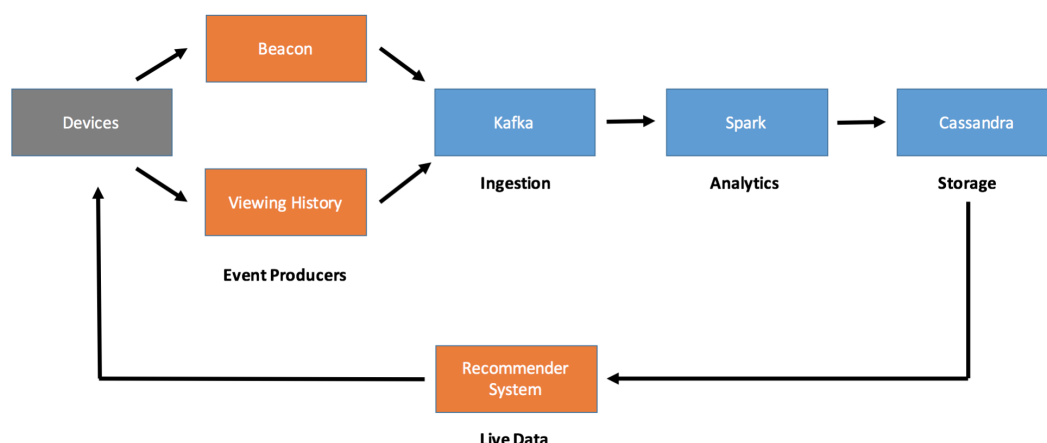 Beacon
Devices
Kafka
Spark
Cassandra
Ingestion
Analytics
Storage
Viewing History
Event Producers
Recommender
System
Live Data